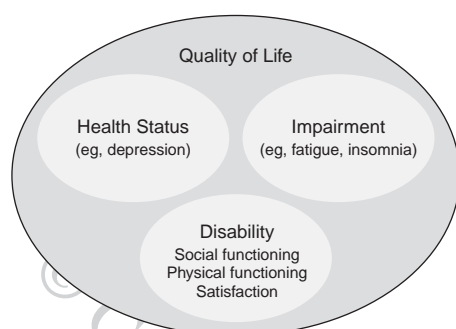 Quality of Life
Health Status
(eg, depression)
Impairment
(eg, fatigue, insomnia)
Disability
Social functioning
Physical functioning
Satisfaction
©